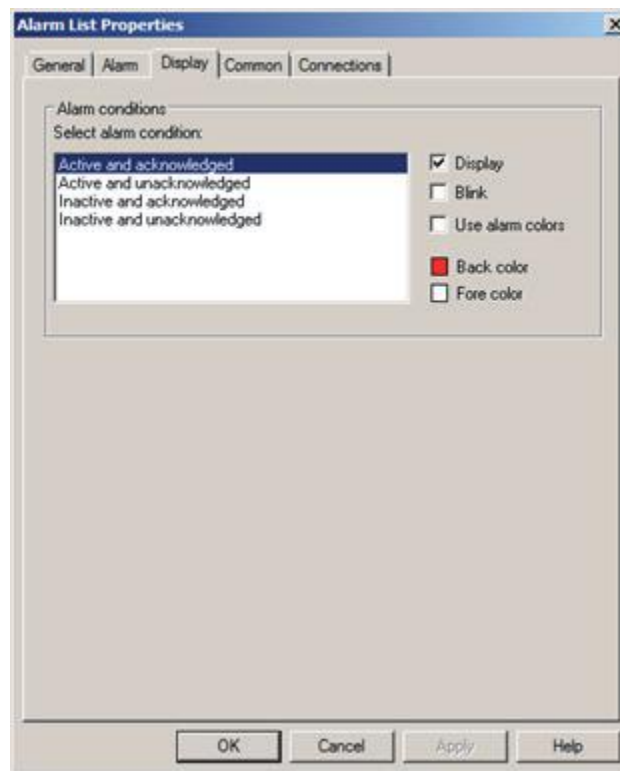 Alarm List Properties
General Alarm Display Common Connections
Alarm conditions
Select alarm condition:
Active and acknowledged
Active and unacknowledged
Inactive and acknowledged
Inactive and unacknowledged
Display
Blink
Use alarm colors
Back color
Fore color
OK Cancel Apply Help